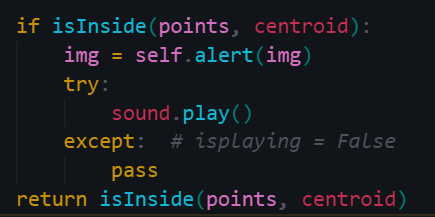 if isInside(points, centroid):
    img = self.alert(img)
    try:
        sound.play()
    except:  # isplaying = False
        pass
return isInside(points, centroid)